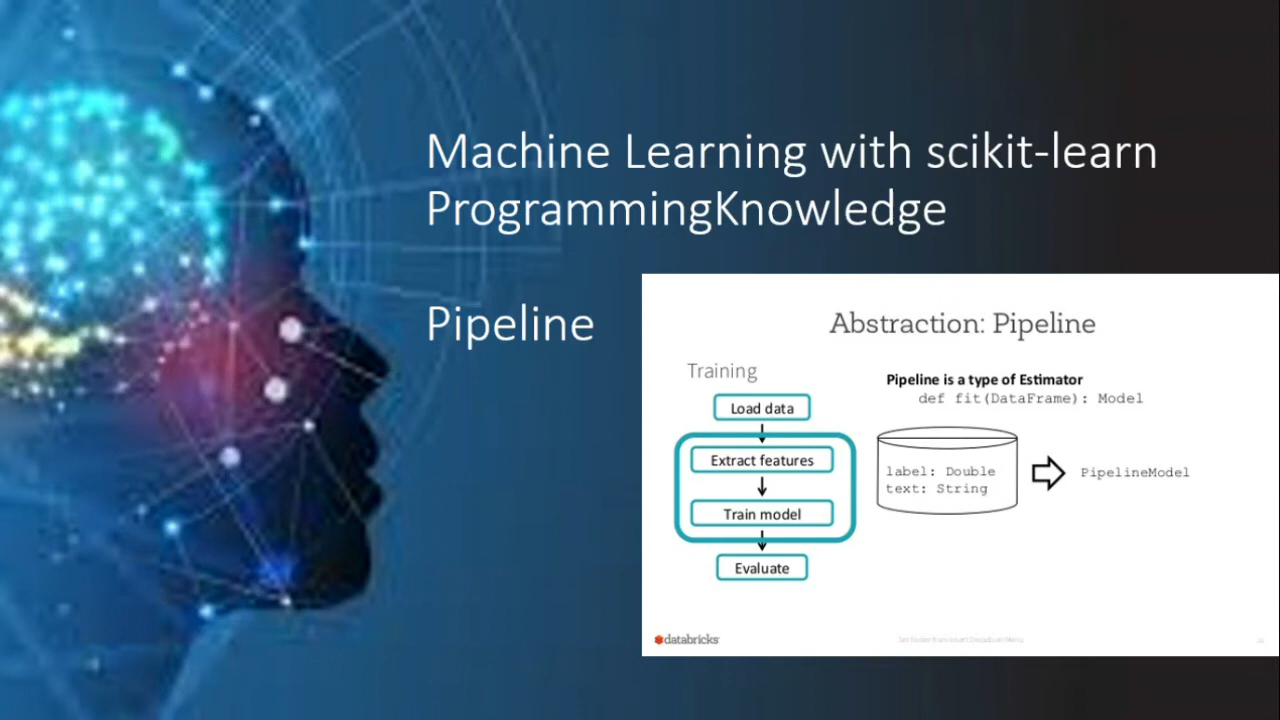 Machine Learning with scikit-learn
ProgrammingKnowledge
Pipeline
Abstraction: Pipeline
Training
Load data
Extract features
Train model
Evaluate
Pipeline is a type of Estimator
def fit(DataFrame): Model
label: Double
text: String
PipelineModel
databricks